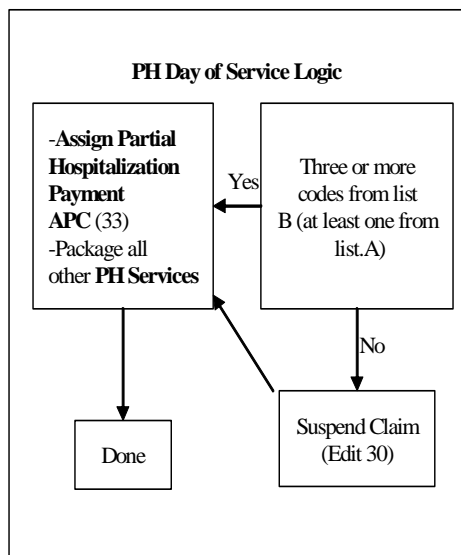 PH Day of Service Logic
-Assign Partial
Hospitalization
Payment
APC (33)
-Package all
other PH Services
Yes
Three or more
codes from list
B (at least one from
list.A)
No
Suspend Claim
(Edit 30)
Done